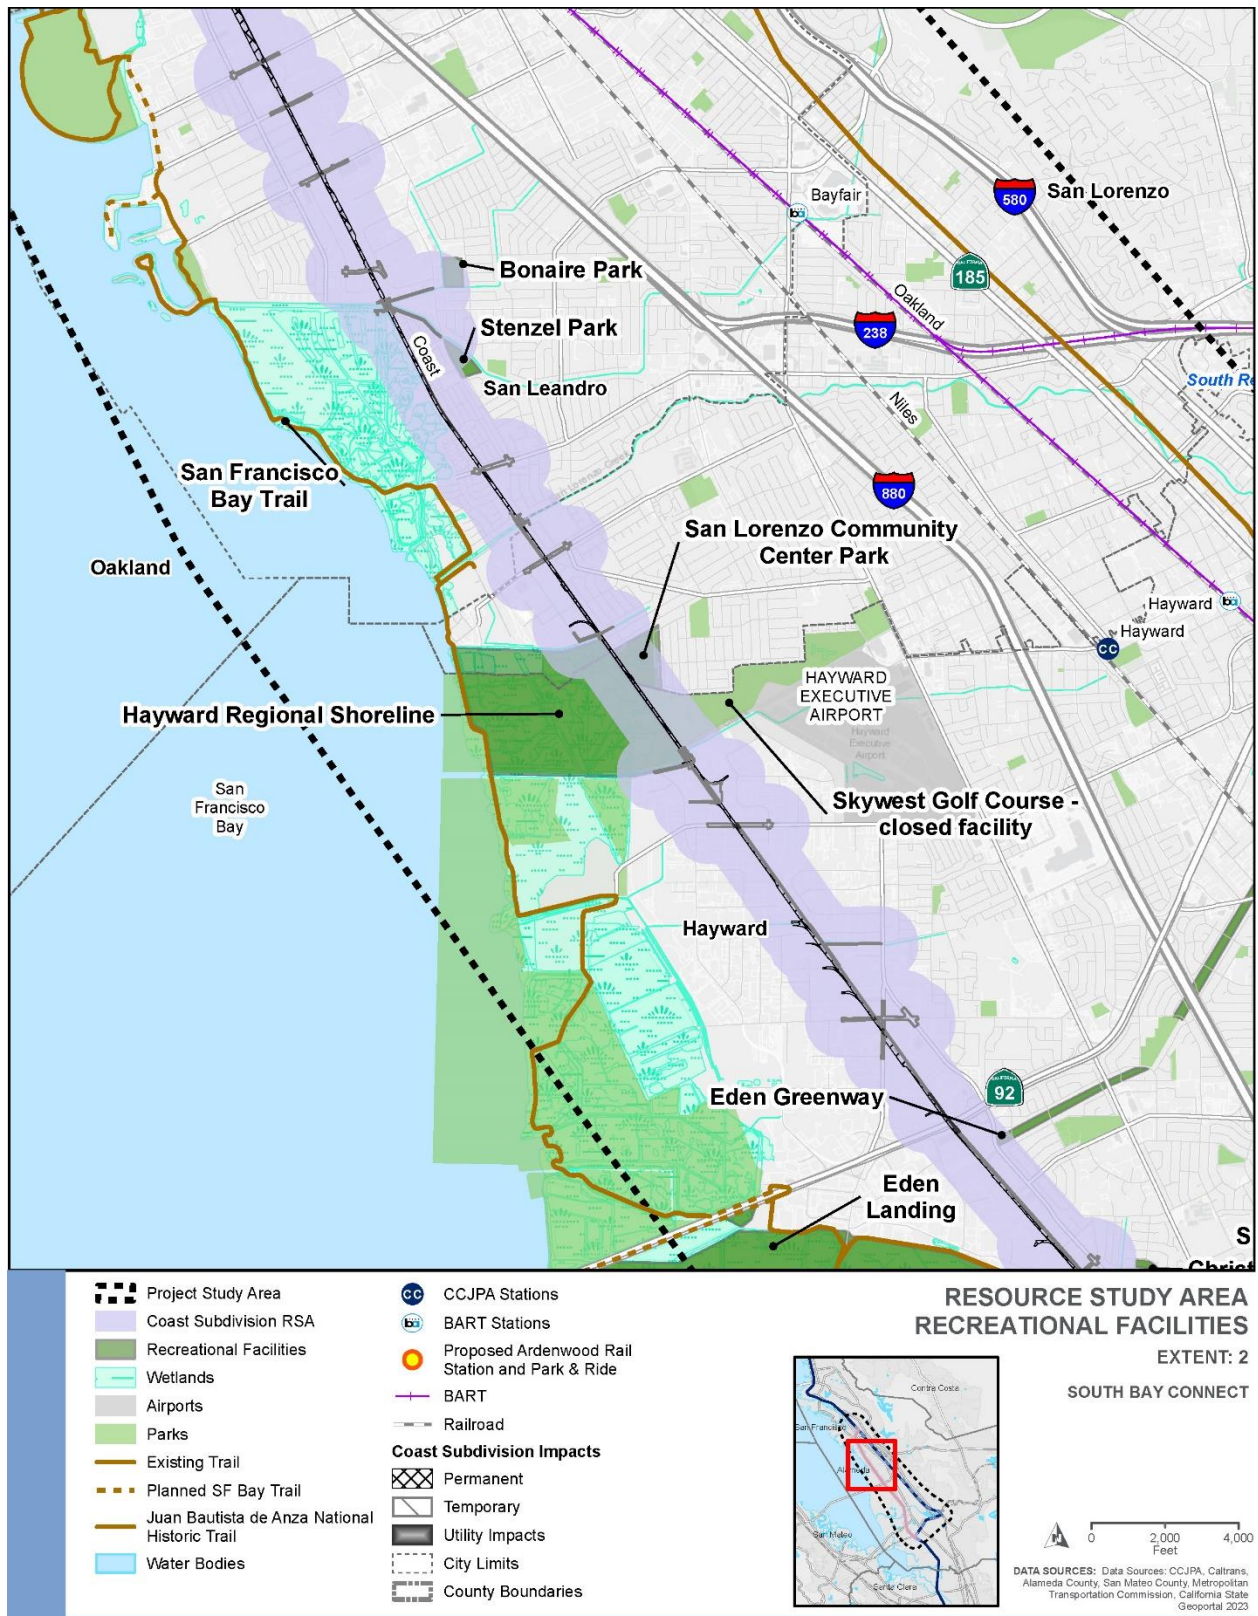 580
San Lorenzo
Bayfair
185
Bonaire Park
Oakland
238
Stenzel Park
Coast
San Leandro
South Re
Niles
San Francisco
Bay Trail
880
San Lorenzo Community
Center Park
Oakland
Hayward
Hayward
CC
HAYWARD
EXECUTIVE
AIRPORT
Hayward
Executive
Airport
Hayward Regional Shoreline
San
Francisco
Bay
Skywest Golf Course -
closed facility
Hayward
Eden Greenway
92
Eden
Landing
S
Christ
Project Study Area
Coast Subdivision RSA
Recreational Facilities
Wetlands
Airports
Parks
Existing Trail
Planned SF Bay Trail
Juan Bautista de Anza National
Historic Trail
Water Bodies
CC
CCJPA Stations
BART Stations
Proposed Ardenwood Rail
Station and Park & Ride
BART
Railroad
Coast Subdivision Impacts
Permanent
Temporary
Utility Impacts
City Limits
County Boundaries
RESOURCE STUDY AREA
RECREATIONAL FACILITIES
EXTENT: 2
SOUTH BAY CONNECT
Contra Costa
San Francisco
Alameda
San Mateo
Santa Clara
N
0 2,000 4,000
Feet
DATA SOURCES: Data Sources: CCJPA, Caltrans,
Alameda County, San Mateo County, Metropolitan
Transportation Commission, California State
Geoportal 2023